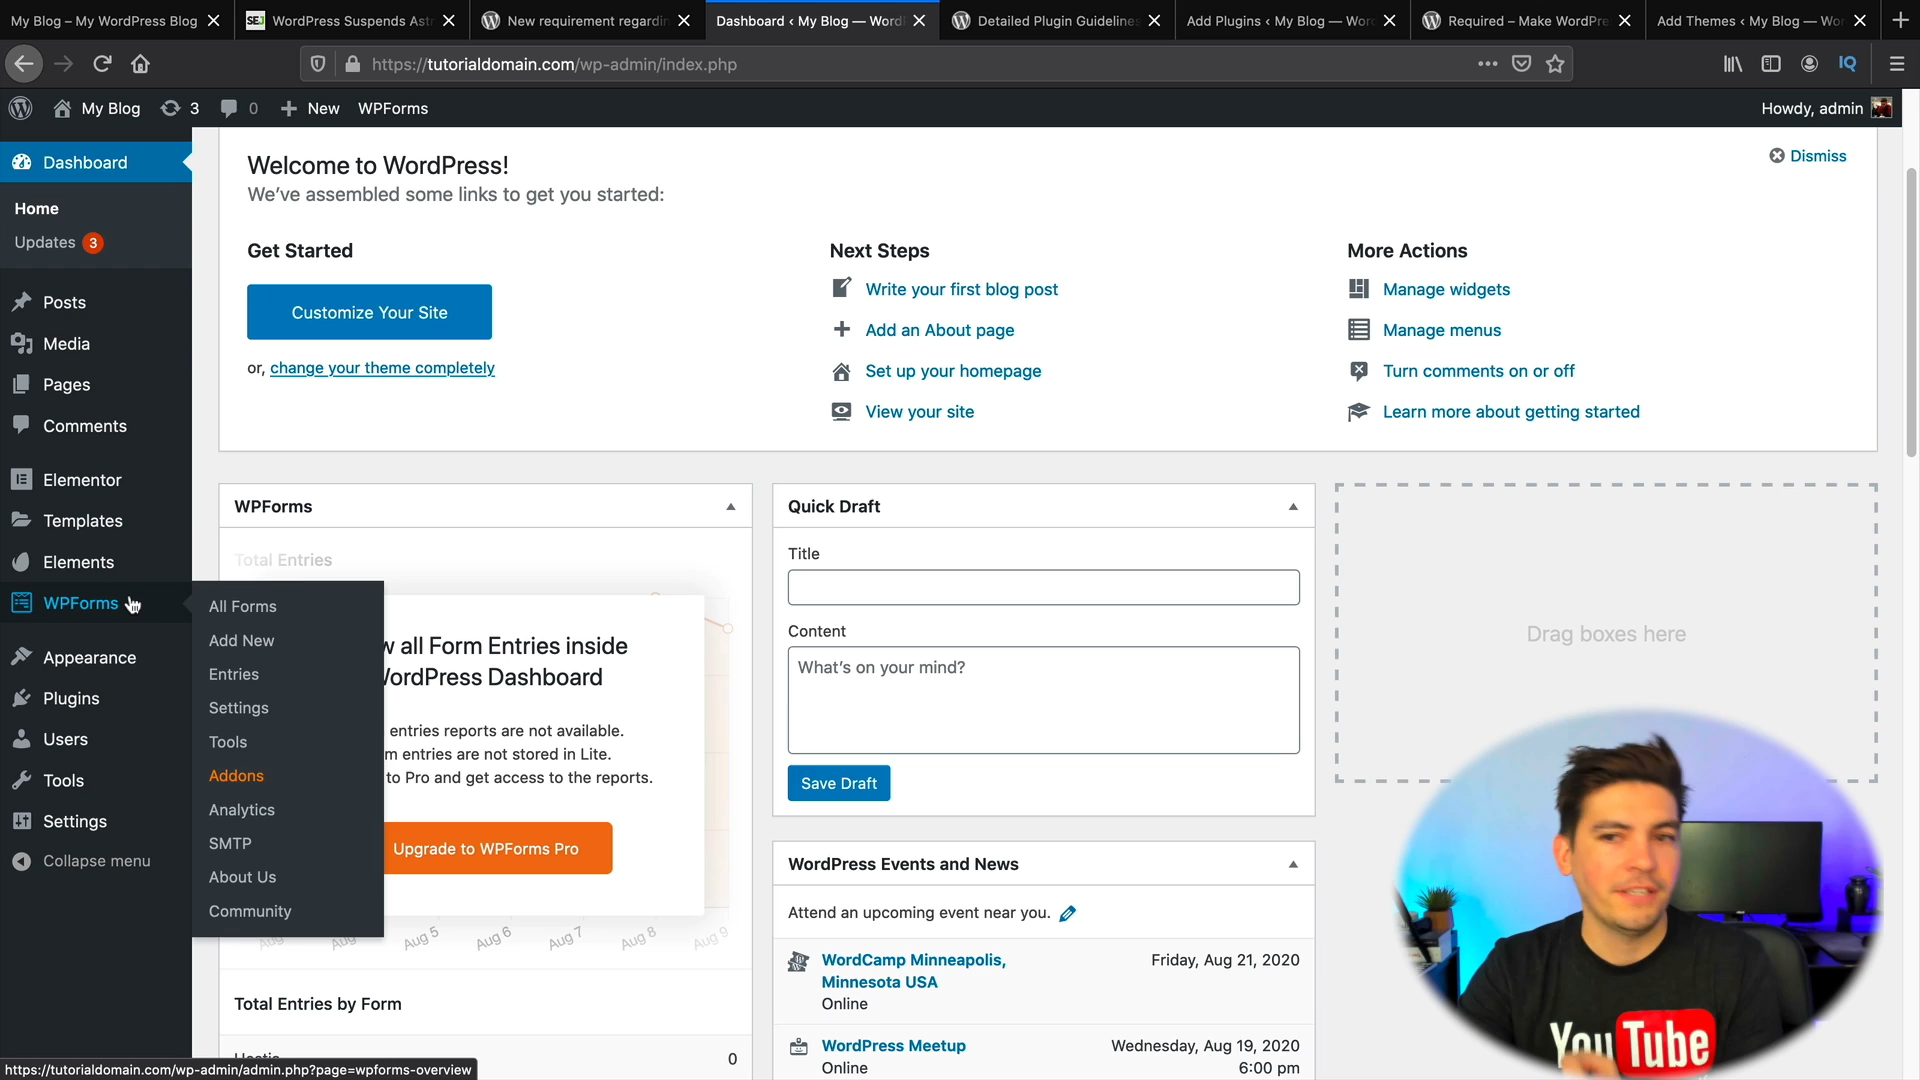 My Blog – My WordPress Blog
SEJ WordPress Suspends Ast
New requirement regardin
Dashboard ‹ My Blog — Word
Detailed Plugin Guidelines
Add Plugins ‹ My Blog — Wor
Required – Make WordPre
Add Themes ‹ My Blog — Wor
https://tutorialdomain.com/wp-admin/index.php
IQ
My Blog
3
0
New
WPForms
Howdy, admin
Dashboard
Home
Updates 3
Posts
Media
Pages
Comments
Elementor
Templates
Elements
WPForms
Appearance
Plugins
Users
Tools
Settings
Collapse menu
All Forms
Add New
Entries
Settings
Tools
Addons
Analytics
SMTP
About Us
Community
Welcome to WordPress!
We've assembled some links to get you started:
Dismiss
Get Started
Customize Your Site
or, change your theme completely
Next Steps
Write your first blog post
Add an About page
Set up your homepage
View your site
More Actions
Manage widgets
Manage menus
Turn comments on or off
Learn more about getting started
WPForms
Total Entries
w all Form Entries inside
WordPress Dashboard
entries reports are not available.
m entries are not stored in Lite.
to Pro and get access to the reports.
Upgrade to WPForms Pro
Aug 5
Aug 6
Aug 7
Aug 8
Aug 9
Total Entries by Form
0
Quick Draft
Title
Content
What's on your mind?
Save Draft
WordPress Events and News
Attend an upcoming event near you.
WordCamp Minneapolis,
Minnesota USA
Online
Friday, Aug 21, 2020
WordPress Meetup
Online
Wednesday, Aug 19, 2020
6:00 pm
Drag boxes here
YouTube
https://tutorialdomain.com/wp-admin/admin.php?page=wpforms-overview